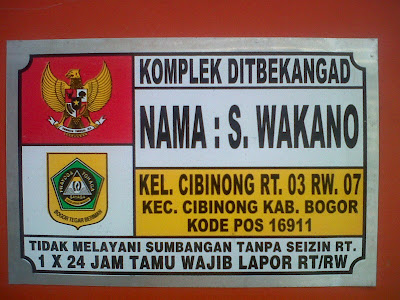 KOMPLEK DITBEKANGAD
NAMA : S. WAKANO
KEL. CIBINONG RT. 03 RW. 07
KEC. CIBINONG KAB. BOGOR
KODE POS 16911
TIDAK MELAYANI SUMBANGAN TANPA SEIZIN RT.
1 X 24 JAM TAMU WAJIB LAPOR RT/RW